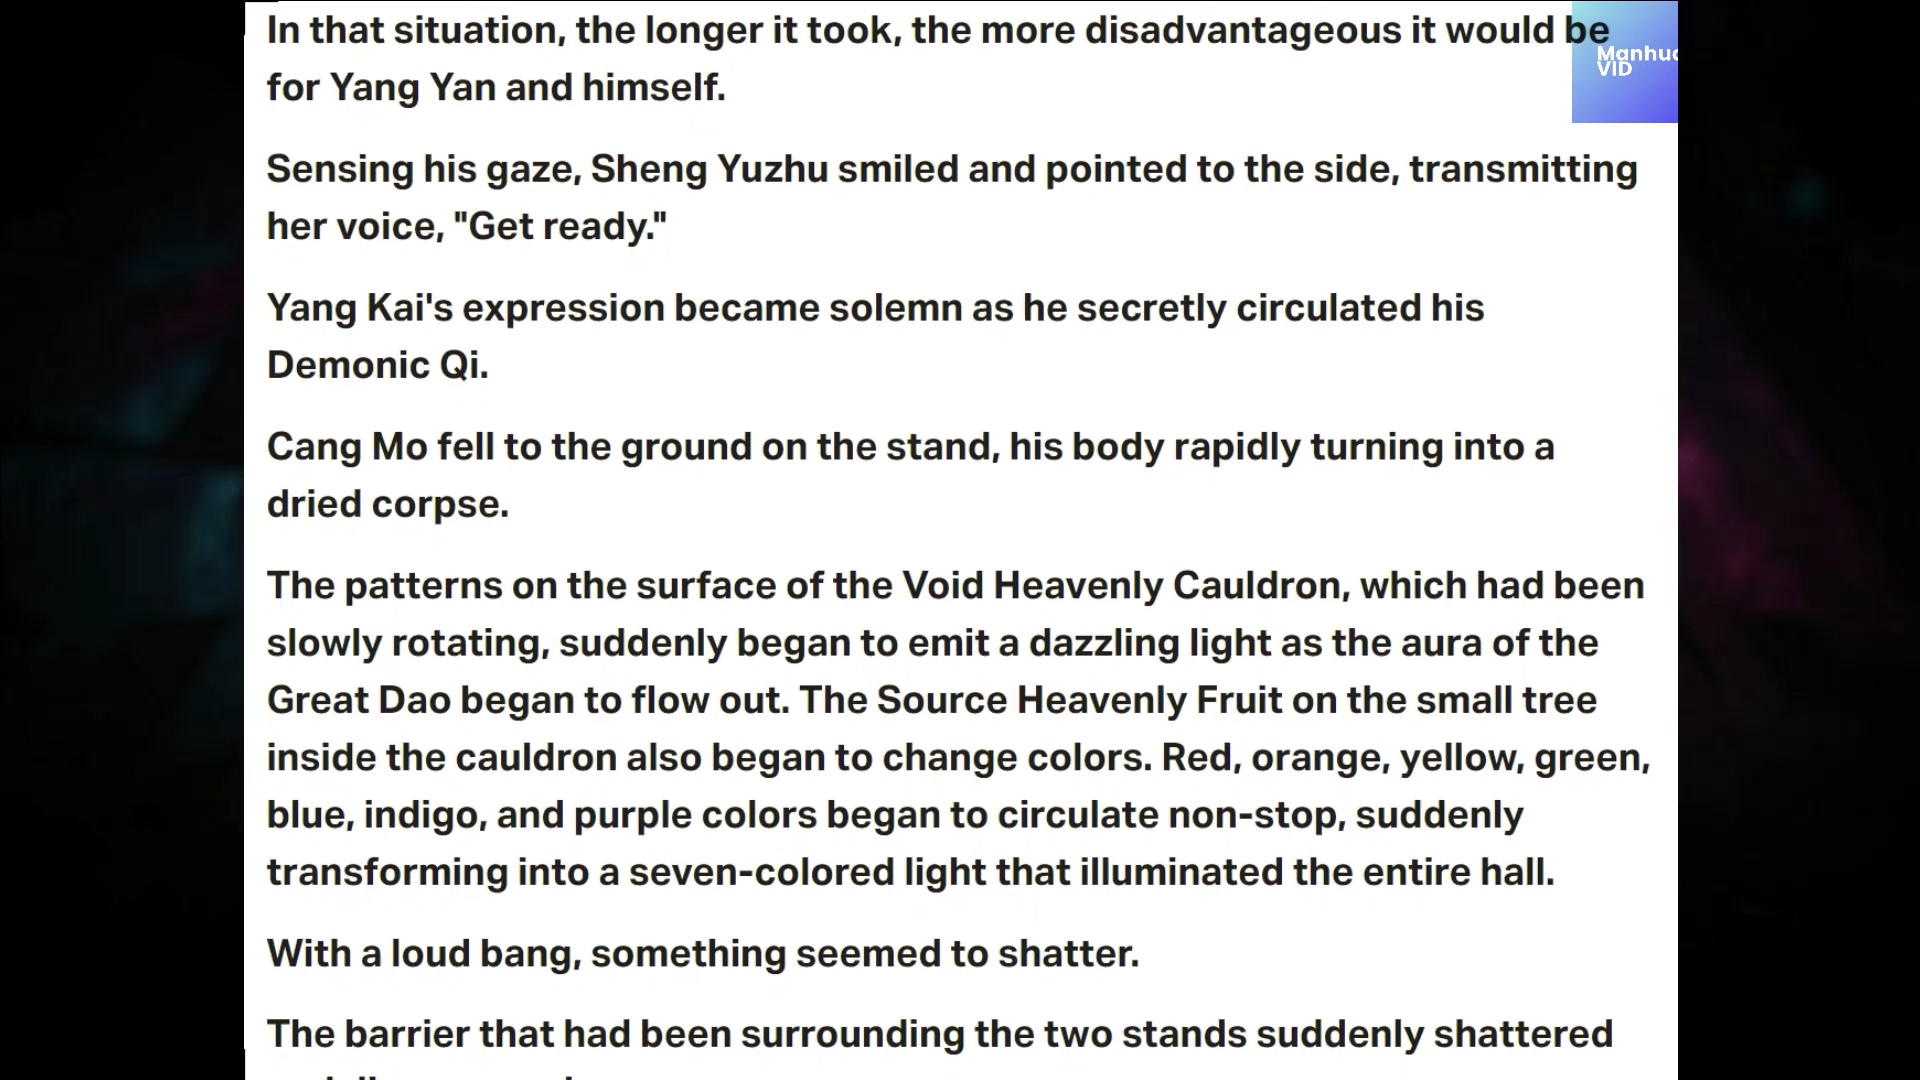 In that situation, the longer it took, the more disadvantageous it would be
for Yang Yan and himself.
Manhua
VID
Sensing his gaze, Sheng Yuzhu smiled and pointed to the side, transmitting
her voice, "Get ready."
Yang Kai's expression became solemn as he secretly circulated his
Demonic Qi.
Cang Mo fell to the ground on the stand, his body rapidly turning into a
dried corpse.
The patterns on the surface of the Void Heavenly Cauldron, which had been
slowly rotating, suddenly began to emit a dazzling light as the aura of the
Great Dao began to flow out. The Source Heavenly Fruit on the small tree
inside the cauldron also began to change colors. Red, orange, yellow, green,
blue, indigo, and purple colors began to circulate non-stop, suddenly
transforming into a seven-colored light that illuminated the entire hall.
With a loud bang, something seemed to shatter.
The barrier that had been surrounding the two stands suddenly shattered